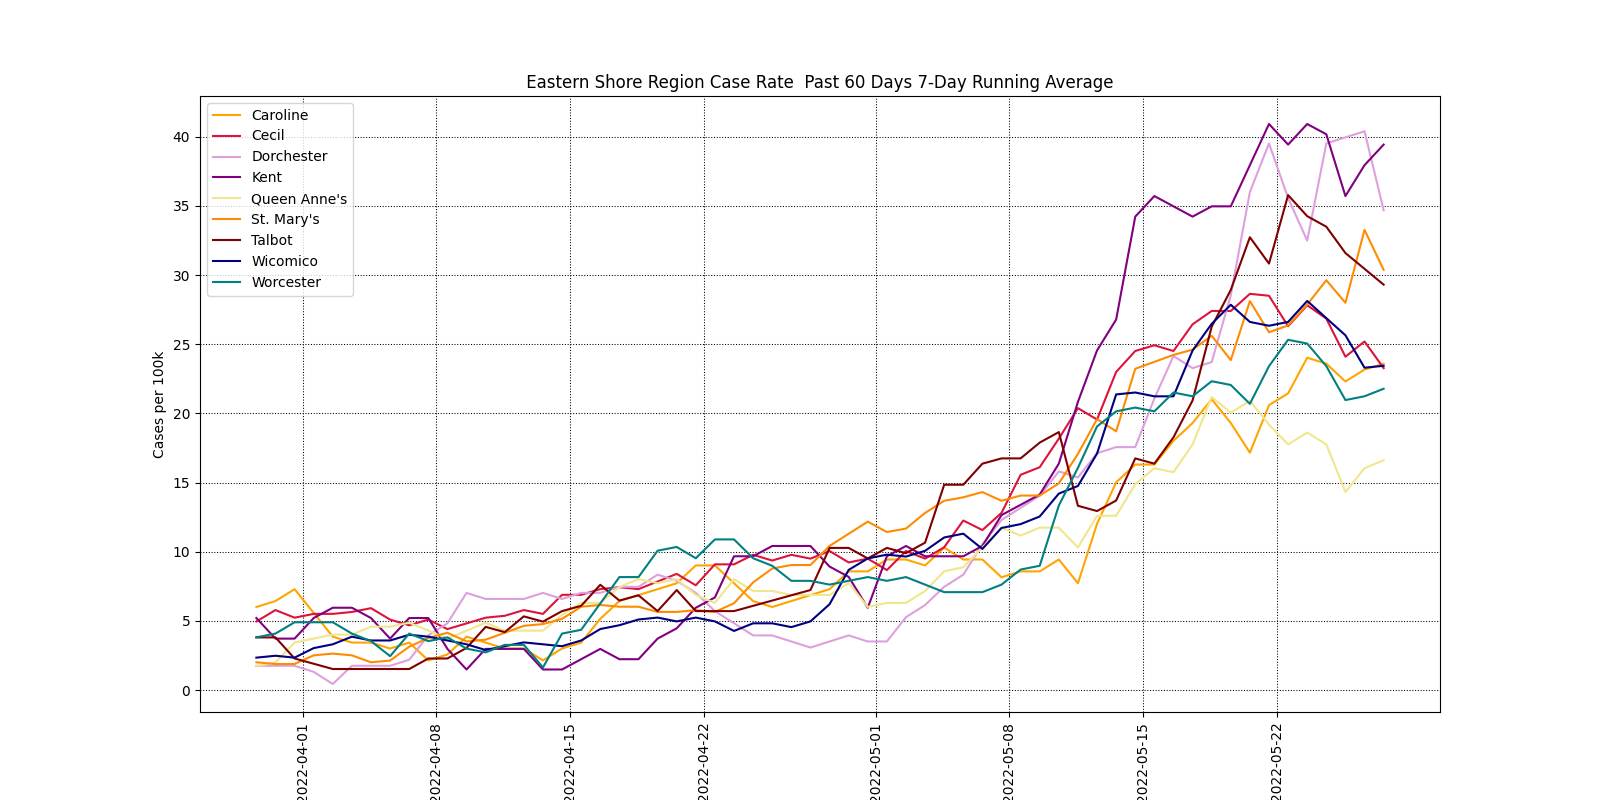 Eastern Shore Region Case Rate  Past 60 Days 7-Day Running Average
Caroline
Cecil
Dorchester
Kent
Queen Anne's
St. Mary's
Talbot
Wicomico
Worcester
Cases per 100k
40
35
30
25
20
15
10
5
0
2022-04-01
2022-04-08
2022-04-15
2022-04-22
2022-05-01
2022-05-08
2022-05-15
2022-05-22